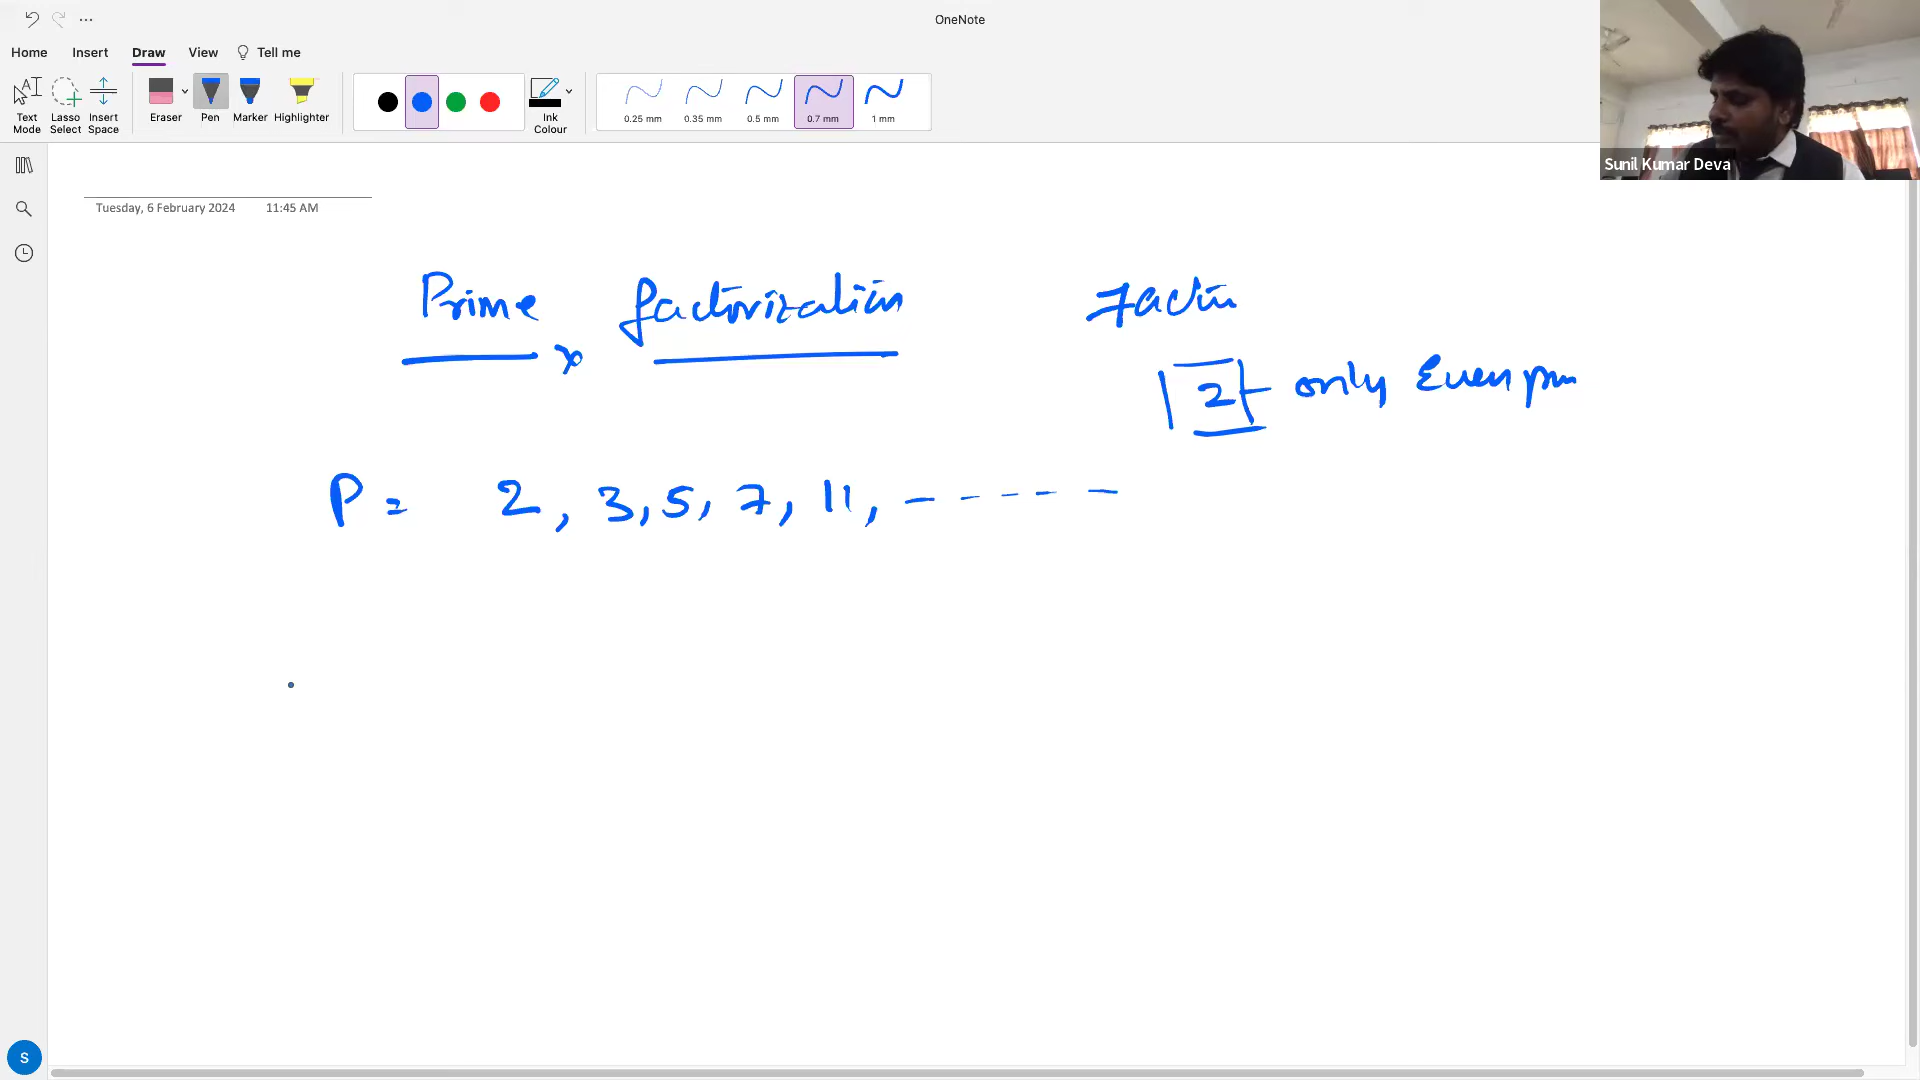 OneNote
Home Insert Draw View Tell me
Text Mode
Lasso Select
Insert Space
Eraser
Pen
Marker
Highlighter
Ink Colour
0.25 mm
0.35 mm
0.5 mm
0.7 mm
1 mm
Sunil Kumar Deva
Tuesday, 6 February 2024 11:45 AM
Prime factorization
2 only Even
P = 2, 3, 5, 7, 11, - - - - -
S